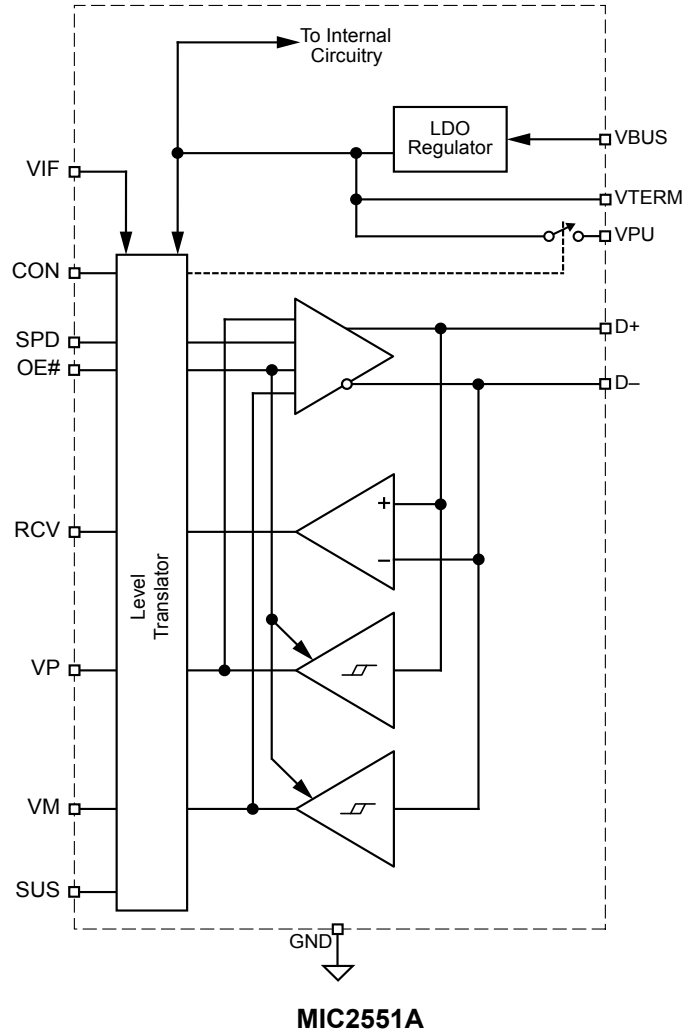 To Internal
Circuitry
LDO
Regulator
VBUS
VIF
VTERM
VPU
CON
SPD
D+
OE#
D–
+
RCV
–
Level
Translator
VP
VM
SUS
GND
MIC2551A